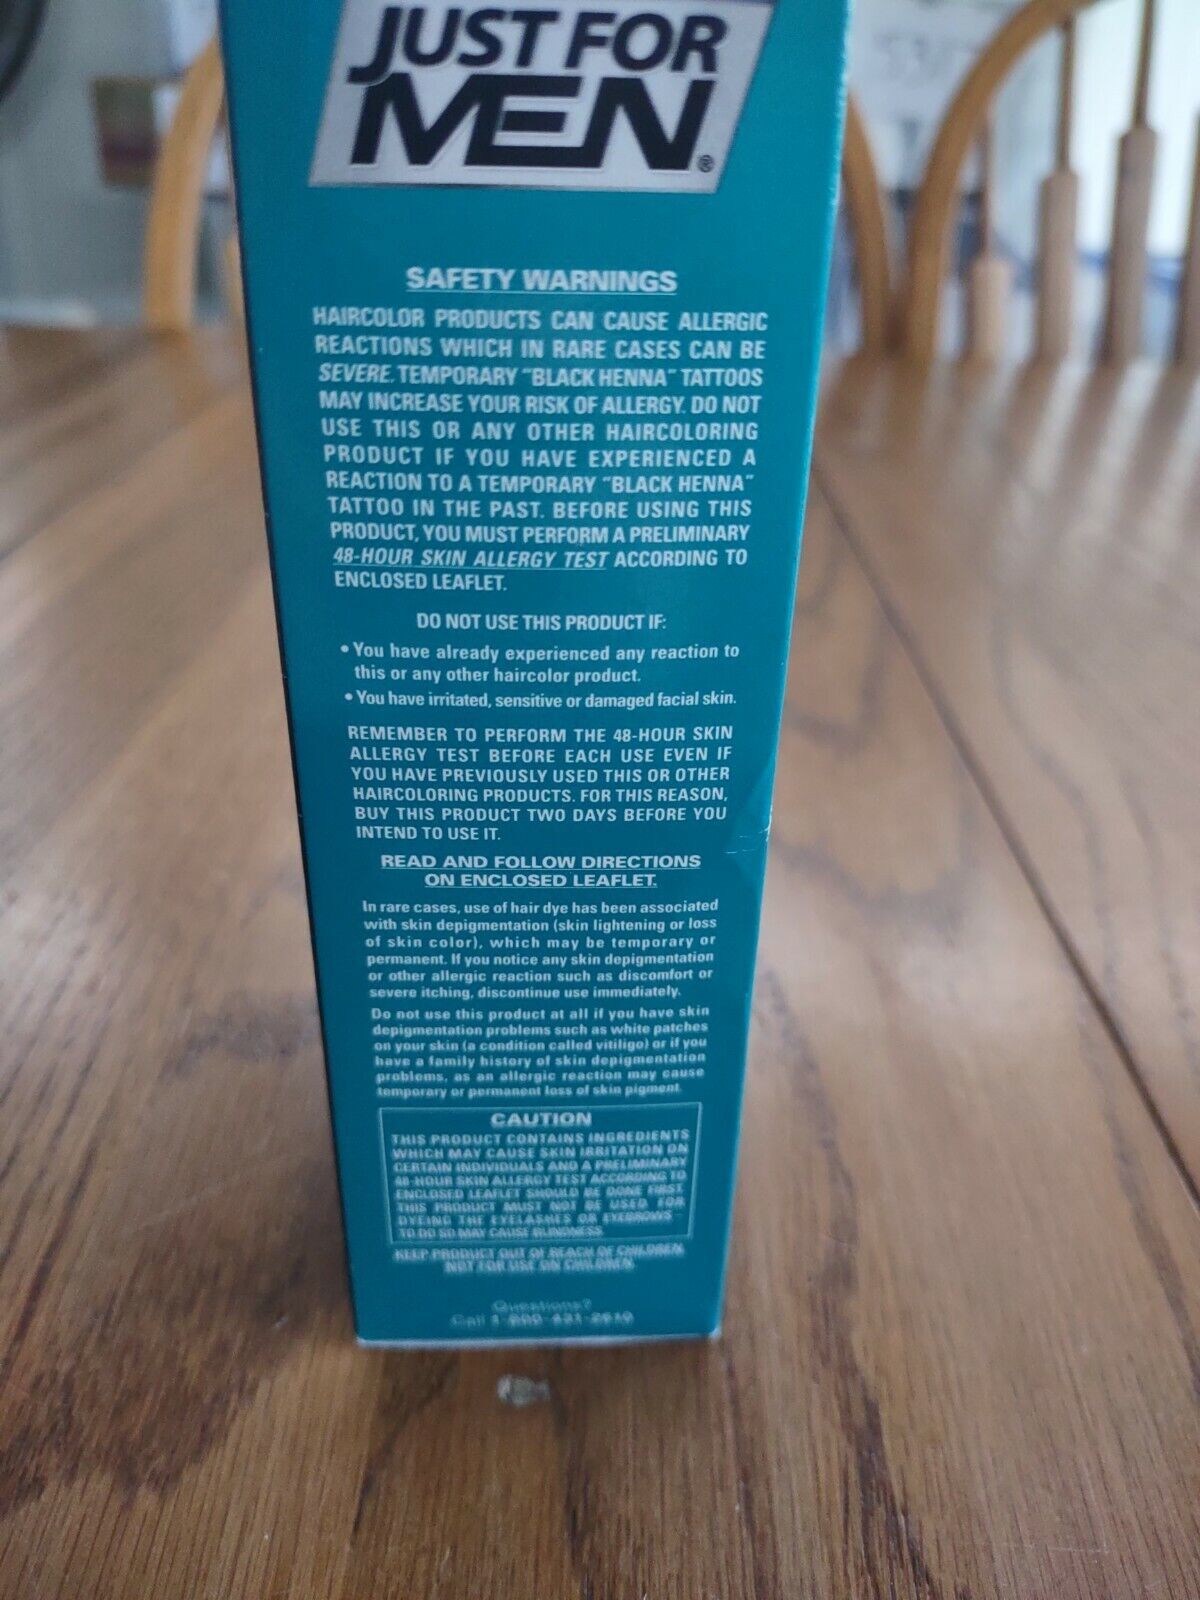 JUST FOR
MEN®
SAFETY WARNINGS
HAIRCOLOR PRODUCTS CAN CAUSE ALLERGIC
REACTIONS WHICH IN RARE CASES CAN BE
SEVERE. TEMPORARY "BLACK HENNA" TATTOOS
MAY INCREASE YOUR RISK OF ALLERGY. DO NOT
USE THIS OR ANY OTHER HAIRCOLORING
PRODUCT IF YOU HAVE EXPERIENCED A
REACTION TO A TEMPORARY "BLACK HENNA"
TATTOO IN THE PAST. BEFORE USING THIS
PRODUCT, YOU MUST PERFORM A PRELIMINARY
48-HOUR SKIN ALLERGY TEST ACCORDING TO
ENCLOSED LEAFLET.
DO NOT USE THIS PRODUCT IF:
• You have already experienced any reaction to
this or any other haircolor product.
• You have irritated, sensitive or damaged facial skin.
REMEMBER TO PERFORM THE 48-HOUR SKIN
ALLERGY TEST BEFORE EACH USE EVEN IF
YOU HAVE PREVIOUSLY USED THIS OR OTHER
HAIRCOLORING PRODUCTS. FOR THIS REASON,
BUY THIS PRODUCT TWO DAYS BEFORE YOU
INTEND TO USE IT.
READ AND FOLLOW DIRECTIONS
ON ENCLOSED LEAFLET.
In rare cases, use of hair dye has been associated
with skin depigmentation (skin lightening or loss
of skin color), which may be temporary or
permanent. If you notice any skin depigmentation
or other allergic reaction such as discomfort or
severe itching, discontinue use immediately.
Do not use this product at all if you have skin
depigmentation problems such as white patches
on your skin (a condition called vitiligo) or if you
have a family history of skin depigmentation
problems, as an allergic reaction may cause
temporary or permanent loss of skin pigment.
CAUTION
THIS PRODUCT CONTAINS INGREDIENTS
WHICH MAY CAUSE SKIN IRRITATION ON
CERTAIN INDIVIDUALS AND A PRELIMINARY
48-HOUR SKIN ALLERGY TEST ACCORDING TO
ENCLOSED LEAFLET SHOULD BE DONE FIRST.
THIS PRODUCT MUST NOT BE USED FOR
DYEING THE EYELASHES OR EYEBROWS–
TO DO SO MAY CAUSE BLINDNESS.
KEEP PRODUCT OUT OF REACH OF CHILDREN.
NOT FOR USE ON CHILDREN.
Questions?
Call